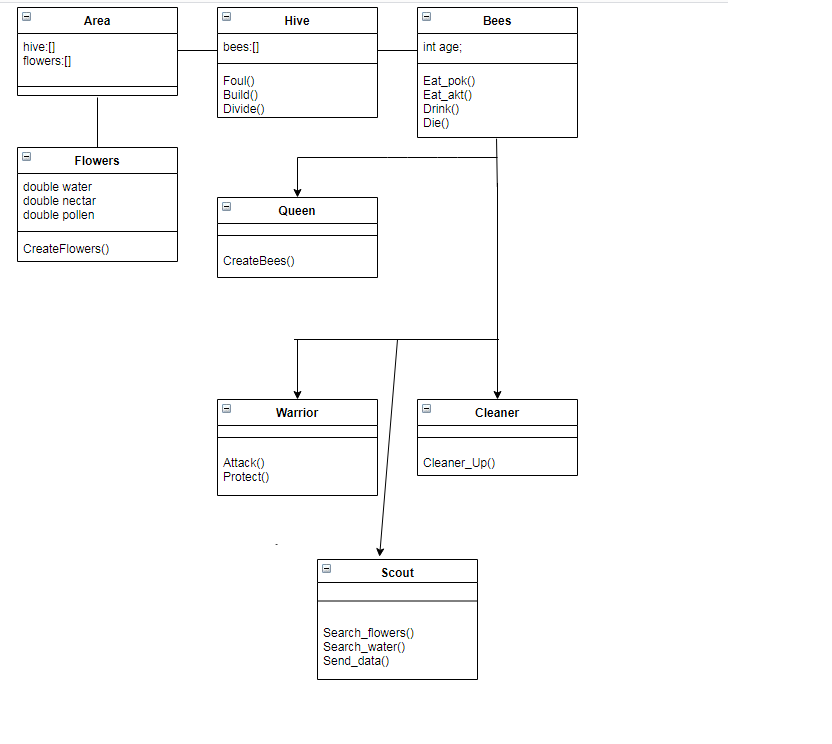 Area
hive:[]
flowers:[]
Hive
bees:[]
Foul()
Build()
Divide()
Bees
int age;
Eat_pok()
Eat_akt()
Drink()
Die()
Flowers
double water
double nectar
double pollen
CreateFlowers()
Queen
CreateBees()
Warrior
Attack()
Protect()
Cleaner
Cleaner_Up()
Scout
Search_flowers()
Search_water()
Send_data()